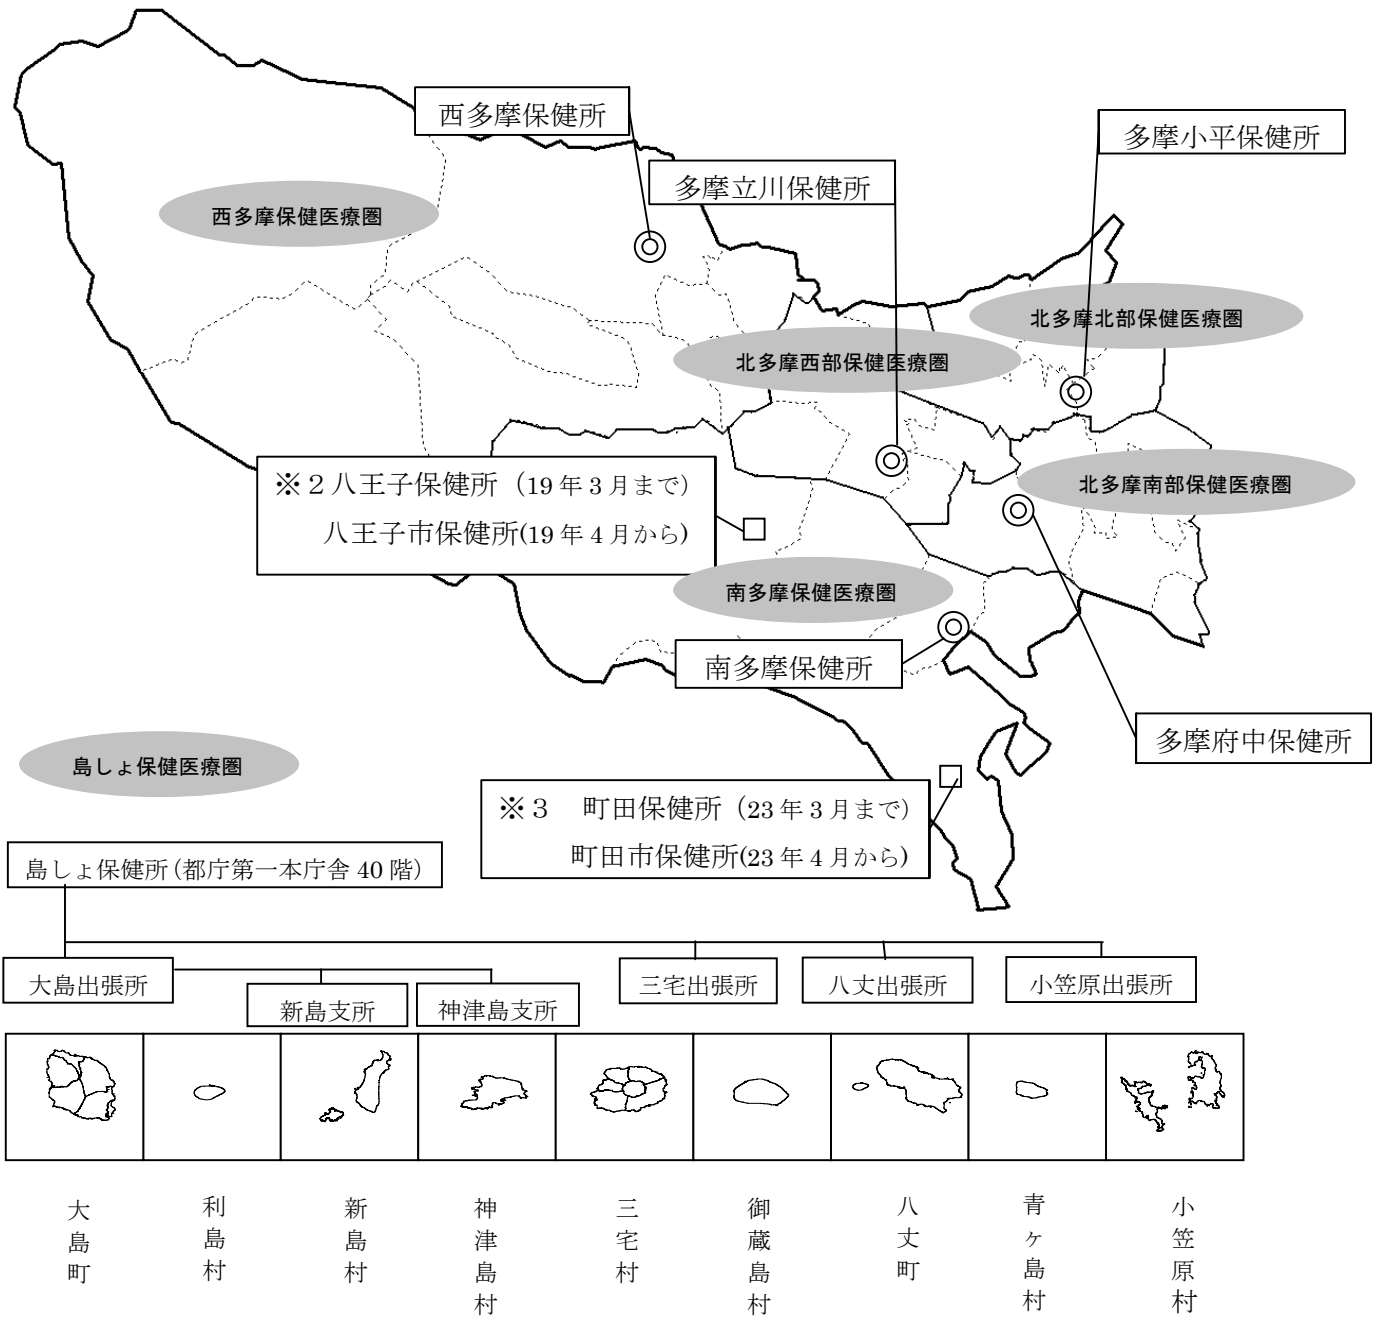 西多摩保健所
多摩小平保健所
多摩立川保健所
西多摩保健医療圏
北多摩北部保健医療圏
北多摩西部保健医療圏
※２八王子保健所（19年3月まで）
八王子市保健所(19年4月から)
北多摩南部保健医療圏
南多摩保健医療圏
南多摩保健所
多摩府中保健所
島しょ保健医療圏
※３　町田保健所（23年3月まで）
町田市保健所(23年4月から)
島しょ保健所（都庁第一本庁舎40階）
大島出張所
新島支所
神津島支所
三宅出張所
八丈出張所
小笠原出張所
大島町
利島村
新島村
神津島村
三宅村
御蔵島村
八丈町
青ヶ島村
小笠原村